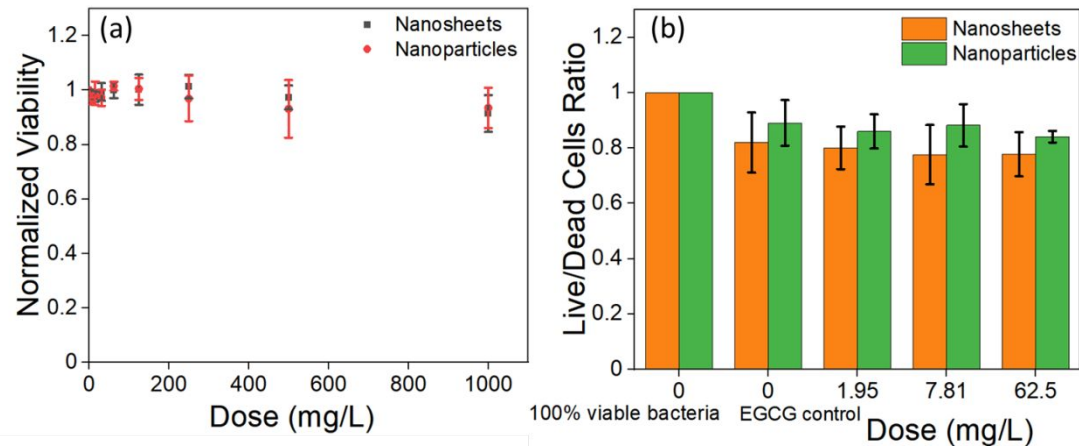 (a)
Nanosheets
Nanoparticles
Normalized Viability
1.2
1
0.8
0.6
0.4
0.2
0
0 200 400 600 800 1000
Dose (mg/L)
(b)
Nanosheets
Nanoparticles
Live/Dead Cells Ratio
1.2
1
0.8
0.6
0.4
0.2
0
0 0 1.95 7.81 62.5
100% viable bacteria EGCG control
Dose (mg/L)